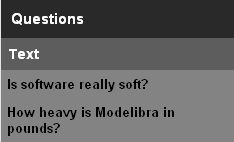 Questions
Text
Is software really soft?
How heavy is Modelibra in
pounds?